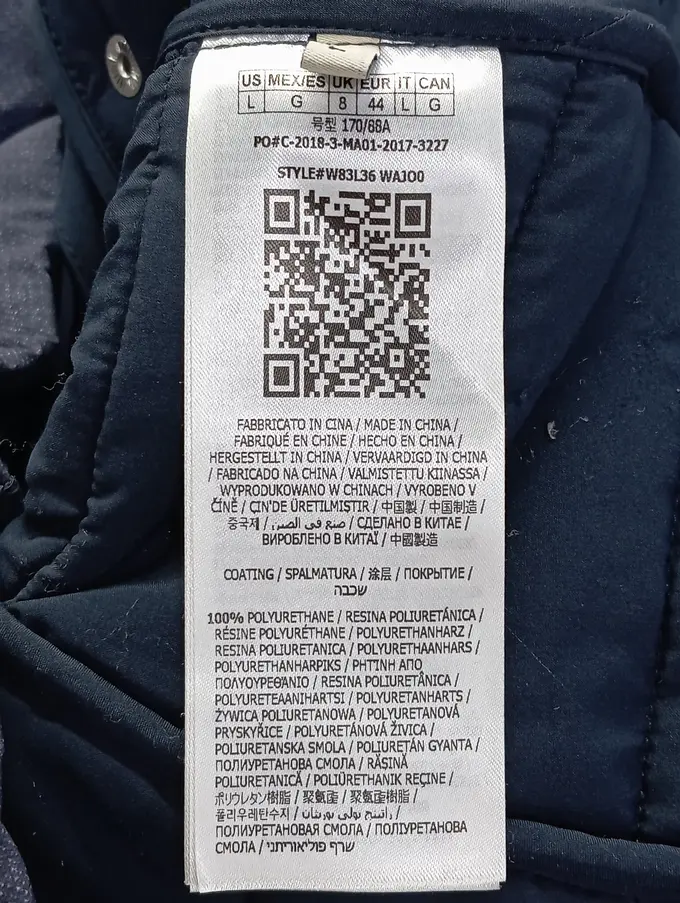 L
US MEX/ES UK EUR IT CAN
L G 8 44 L G
号型 170/68A
PO#C-2018-3-MA01-2017-3227
STYLE#W83L36 WAJO0
FABBRICATO IN CINA / MADE IN CHINA /
FABRIQUÉ EN CHINE / HECHO EN CHINA /
HERGESTELLT IN CHINA / VERVAARDIGD IN CHINA
/ FABRICADO NA CHINA / VALMISTETTU KIINASSA /
WYPRODUKOWANO W CHINACH / VYROBENO V
ČÍNĚ / ÇIN'DE ÜRETILMIŞTIR / 中国製 / 中国制造 /
중국제 / صنع في الصين / СДЕЛАНО В КИТАЕ /
ВИРОБЛЕНО В КИТАЇ / 中國製造
COATING / SPALMATURA / 涂层 / ПОКРЫТИЕ /
שכבה
100% POLYURETHANE / RESINA POLIURETÁNICA /
RÉSINE POLYURÉTHANE / POLYURETHANHARZ /
RESINA POLIURETANICA / POLYURETHAANHARS /
POLYURETHANHARPIKS / ΡΗΤΙΝΗ ΑΠΟ
ΠΟΛΥΟΥΡΕΘΑΝΙΟ / RESINA POLIURETÂNICA /
POLYURETEAANIHARTSI / POLYURETANHARTS /
ŻYWICA POLIURETANOWA / POLYURETANOVÁ
PRYSKYŘICE / POLYURETÁNOVÁ ŽIVICA /
POLIURETANSKA SMOLA / POLIURETÁN GYANTA /
ПОЛИУРЕТАНОВА СМОЛА / RĂȘINĂ
POLIURETANICĂ / POLIÜRETHANIK REÇINE /
ポリウレタン樹脂 / 聚氨酯 / 聚氨酯樹脂 /
폴리우레탄수지 / راتينج بولي يوريثان /
ПОЛИУРЕТАНОВАЯ СМОЛА / ПОЛІУРЕТАНОВА
СМОЛА / שרף פוליאוריתני